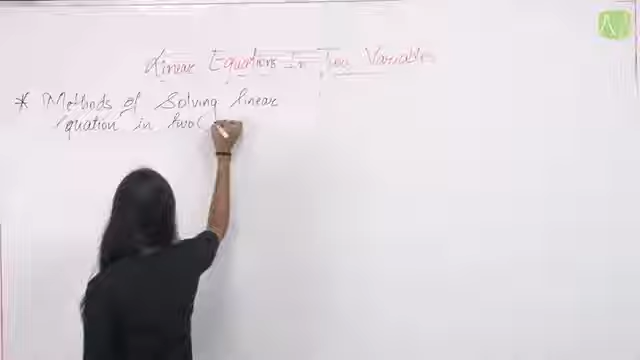 Linear Equations In Two Variables
* Methods of Solving linear
equation in two(